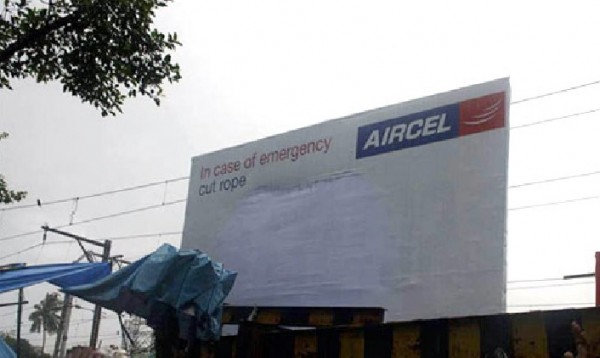 In case of emergency
cut rope
AIRCEL